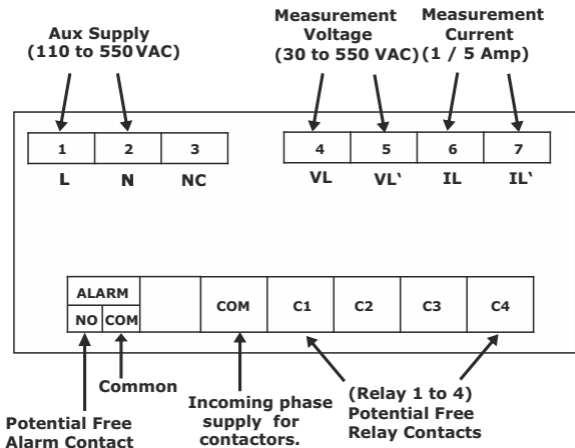 Aux Supply
(110 to 550 VAC)
Measurement
Voltage
(30 to 550 VAC)
Measurement
Current
(1 / 5 Amp)
1 2 3
L N NC
4 5 6 7
VL VL‘ IL IL‘
ALARM
NO COM
COM C1 C2 C3 C4
Common
Potential Free
Alarm Contact
Incoming phase
supply for
contactors.
(Relay 1 to 4)
Potential Free
Relay Contacts